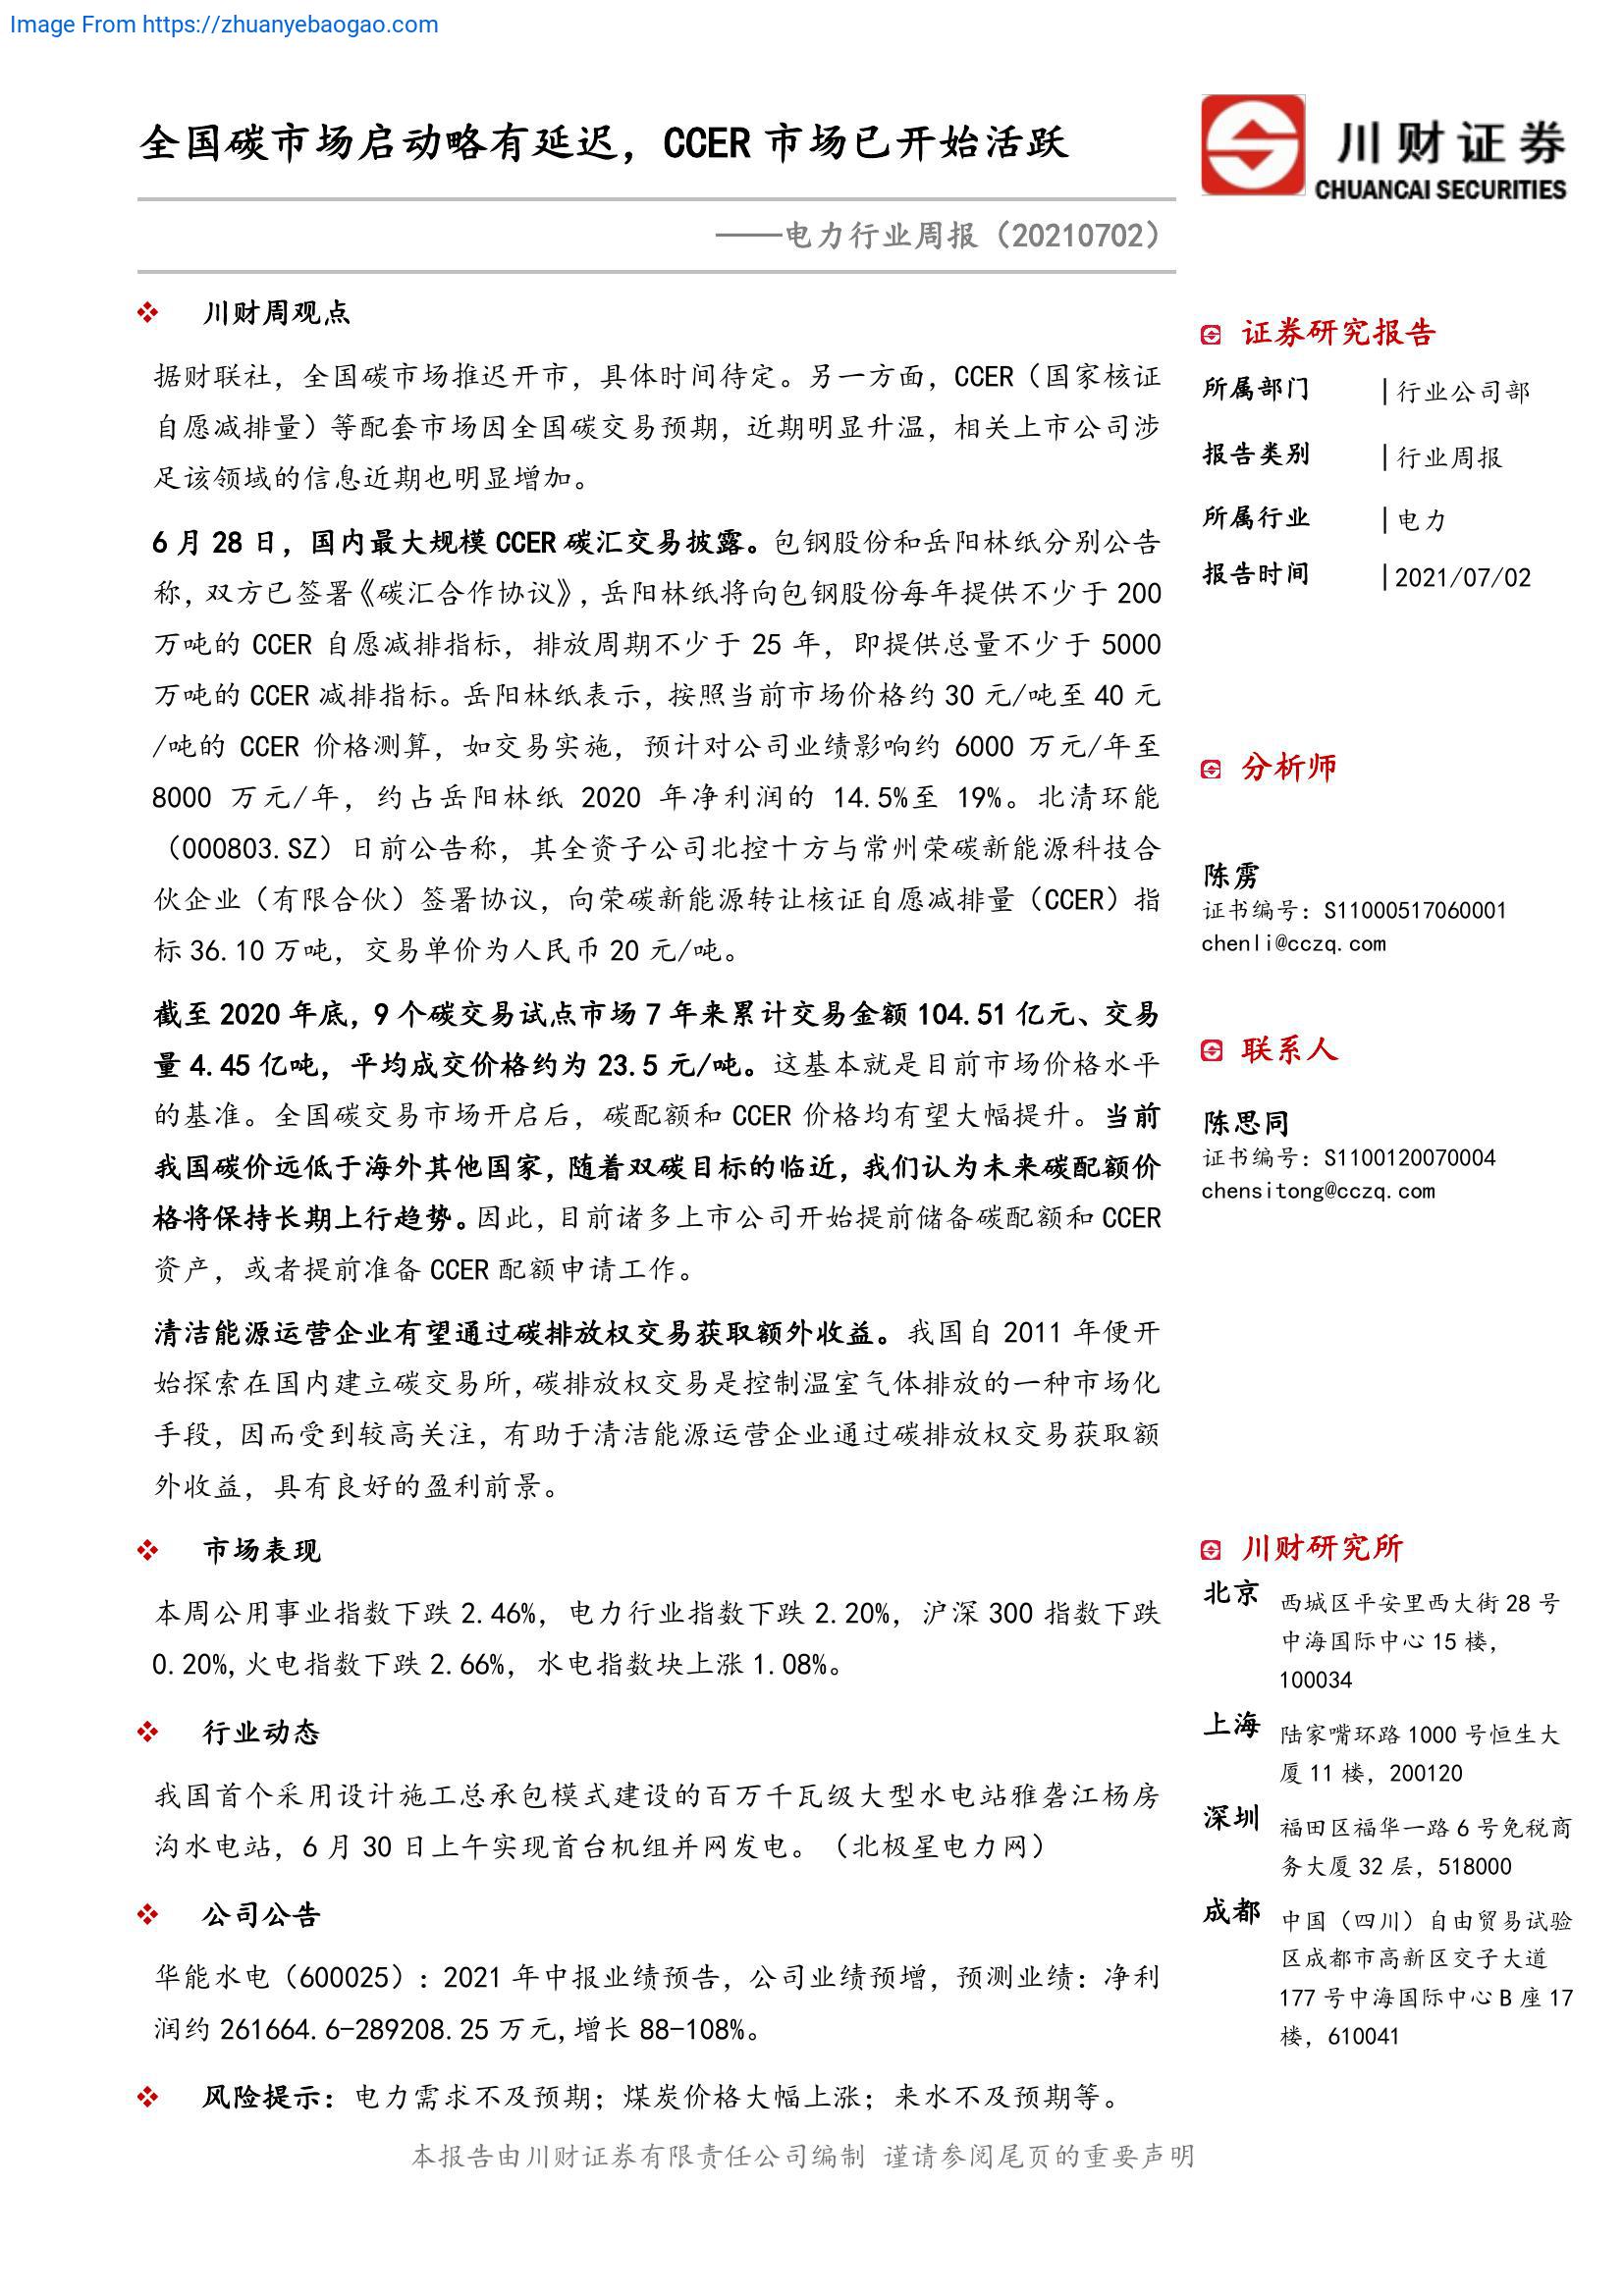 Image From https://zhuanyebaogao.com
全国碳市场启动略有延迟，CCER 市场已开始活跃
——电力行业周报（20210702）
川财证券
CHUANCAI SECURITIES
川财周观点
据财联社，全国碳市场推迟开市，具体时间待定。另一方面，CCER（国家核证
自愿减排量）等配套市场因全国碳交易预期，近期明显升温，相关上市公司涉
足该领域的信息近期也明显增加。
6 月 28 日，国内最大规模 CCER 碳汇交易披露。包钢股份和岳阳林纸分别公告
称，双方已签署《碳汇合作协议》，岳阳林纸将向包钢股份每年提供不少于 200
万吨的 CCER 自愿减排指标，排放周期不少于 25 年，即提供总量不少于 5000
万吨的 CCER 减排指标。岳阳林纸表示，按照当前市场价格约 30 元/吨至 40 元
/吨的 CCER 价格测算，如交易实施，预计对公司业绩影响约 6000 万元/年至
8000 万元/年，约占岳阳林纸 2020 年净利润的 14.5%至 19%。北清环能
（000803.SZ）日前公告称，其全资子公司北控十方与常州荣碳新能源科技合
伙企业（有限合伙）签署协议，向荣碳新能源转让核证自愿减排量（CCER）指
标 36.10 万吨，交易单价为人民币 20 元/吨。
截至 2020 年底，9 个碳交易试点市场 7 年来累计交易金额 104.51 亿元、交易
量 4.45 亿吨，平均成交价格约为 23.5 元/吨。这基本就是目前市场价格水平
的基准。全国碳交易市场开启后，碳配额和 CCER 价格均有望大幅提升。当前
我国碳价远低于海外其他国家，随着双碳目标的临近，我们认为未来碳配额价
格将保持长期上行趋势。因此，目前诸多上市公司开始提前储备碳配额和 CCER
资产，或者提前准备 CCER 配额申请工作。
清洁能源运营企业有望通过碳排放权交易获取额外收益。我国自 2011 年便开
始探索在国内建立碳交易所，碳排放权交易是控制温室气体排放的一种市场化
手段，因而受到较高关注，有助于清洁能源运营企业通过碳排放权交易获取额
外收益，具有良好的盈利前景。
市场表现
本周公用事业指数下跌 2.46%，电力行业指数下跌 2.20%，沪深 300 指数下跌
0.20%，火电指数下跌 2.66%，水电指数块上涨 1.08%。
行业动态
我国首个采用设计施工总承包模式建设的百万千瓦级大型水电站雅砻江杨房
沟水电站，6 月 30 日上午实现首台机组并网发电。（北极星电力网）
公司公告
华能水电（600025）：2021 年中报业绩预告，公司业绩预增，预测业绩：净利
润约 261664.6-289208.25 万元，增长 88-108%。
风险提示：电力需求不及预期；煤炭价格大幅上涨；来水不及预期等。
证券研究报告
所属部门 |行业公司部
报告类别 |行业周报
所属行业 |电力
报告时间 |2021/07/02
分析师
陈雳
证书编号：S11000517060001
chenli@cczq.com
联系人
陈思同
证书编号：S1100120070004
chensitong@cczq.com
川财研究所
北京 西城区平安里西大街 28 号
中海国际中心 15 楼，
100034
上海 陆家嘴环路 1000 号恒生大
厦 11 楼，200120
深圳 福田区福华一路 6 号免税商
务大厦 32 层，518000
成都 中国（四川）自由贸易试验
区成都市高新区交子大道
177 号中海国际中心 B 座 17
楼，610041
本报告由川财证券有限责任公司编制 谨请参阅尾页的重要声明